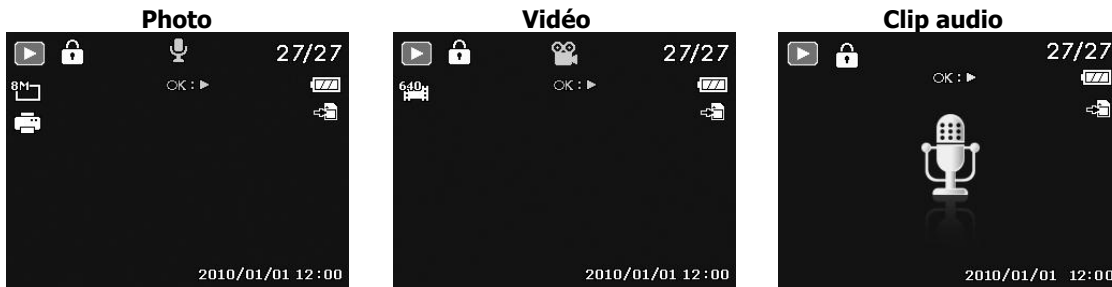 Photo Vidéo Clip audio
27/27 27/27 27/27
8M OK:▶ 640 OK:▶ OK:▶
2010/01/01 12:00 2010/01/01 12:00 2010/01/01 12:00